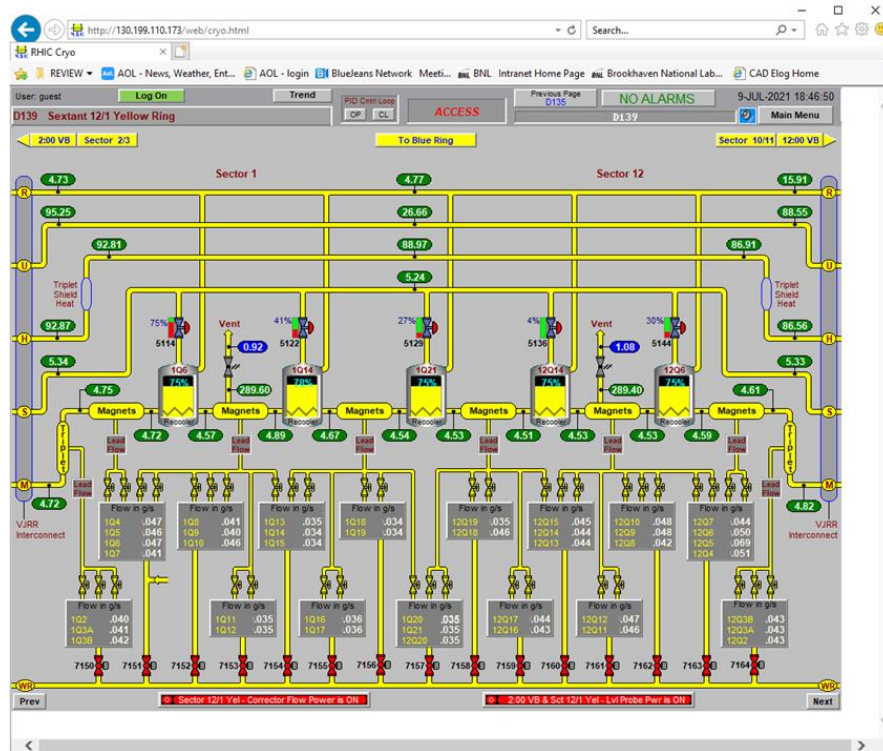 http://130.199.110.173/web/cryo.html
Search...
RHIC Cryo
REVIEW
AOL - News, Weather, Ent...
AOL - login
BlueJeans Network Meeti...
BNL Intranet Home Page
Brookhaven National Lab...
CAD Elog Home
User: guest
Log On
Trend
PID Cntrl Loop
OP CL
ACCESS
Previous Page
D135
NO ALARMS
9-JUL-2021 18:46:50
D139 Sextant 12/1 Yellow Ring
D139
Main Menu
2:00 VB Sector 2/3
To Blue Ring
Sector 10/11 12:00 VB
Sector 1
Sector 12
4.73 4.77 15.91
R R
95.25 26.66 88.55
92.81 88.97 86.91
U U
5.24
Triplet
Shield
Heat
Triplet
Shield
Heat
92.87 86.56
H H
75% 41% 27% 4% 30%
Vent Vent
5114 5122 5129 5136 5144
0.92 1.08
5.34 5.33
1Q6 1Q14 1Q21 12Q14 12Q6
75% 78% 75% 75% 75%
289.60 289.40
4.75 4.61
S S
Magnets Magnets Magnets Magnets Magnets Magnets
Recooler Recooler Recooler Recooler Recooler
4.72 4.57 4.89 4.67 4.54 4.53 4.51 4.53 4.53 4.59
Triplet Triplet
Lead
Flow
Lead
Flow
Lead
Flow
Lead
Flow
Lead
Flow
Lead
Flow
Lead
Flow
Lead
Flow
M M
4.72 4.82
VJRR
Interconnect
VJRR
Interconnect
Flow in g/s
1Q4 .047
1Q5 .046
1Q6 .047
1Q7 .041
Flow in g/s
1Q8 .041
1Q9 .040
1Q10 .046
Flow in g/s
1Q13 .035
1Q14 .034
1Q15 .034
Flow in g/s
1Q18 .034
1Q19 .034
Flow in g/s
12Q19 .035
12Q18 .046
Flow in g/s
12Q15 .045
12Q14 .044
12Q13 .044
Flow in g/s
12Q10 .048
12Q9 .048
12Q8 .042
Flow in g/s
12Q7 .044
12Q6 .050
12Q5 .069
12Q4 .051
Flow in g/s
1Q2 .040
1Q3A .041
1Q3B .042
Flow in g/s
1Q11 .035
1Q12 .035
Flow in g/s
1Q16 .036
1Q17 .036
Flow in g/s
1Q20 .035
1Q21 .035
12Q20 .035
Flow in g/s
12Q17 .044
12Q16 .043
Flow in g/s
12Q12 .047
12Q11 .046
Flow in g/s
12Q3B .043
12Q3A .043
12Q2 .043
7150 7151 7152 7153 7154 7155 7156 7157 7158 7159 7160 7161 7162 7163 7164
WR WR
Prev
Sector 12/1 Yel - Corrector Flow Power is ON
2:00 VB & Sct 12/1 Yel - Lvl Probe Pwr is ON
Next